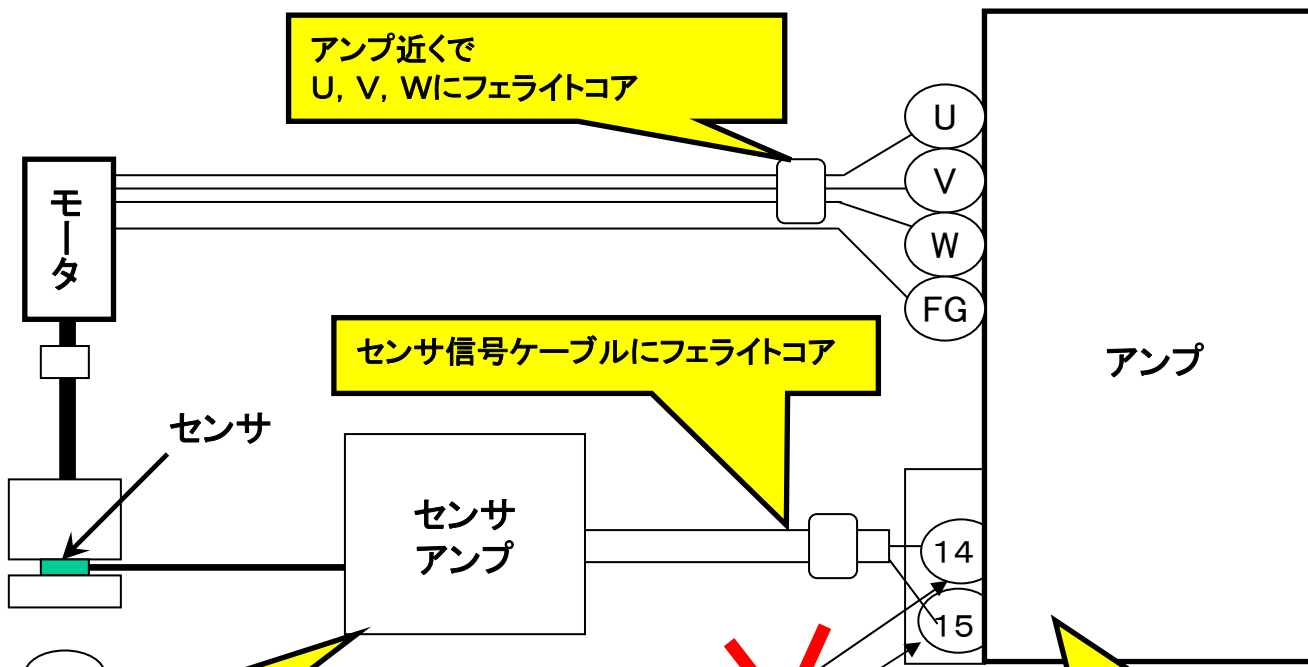 アンプ近くで
U, V, Wにフェライトコア
U
V
W
FG
モータ
センサ信号ケーブルにフェライトコア
アンプ
センサ
センサ
アンプ
14
15